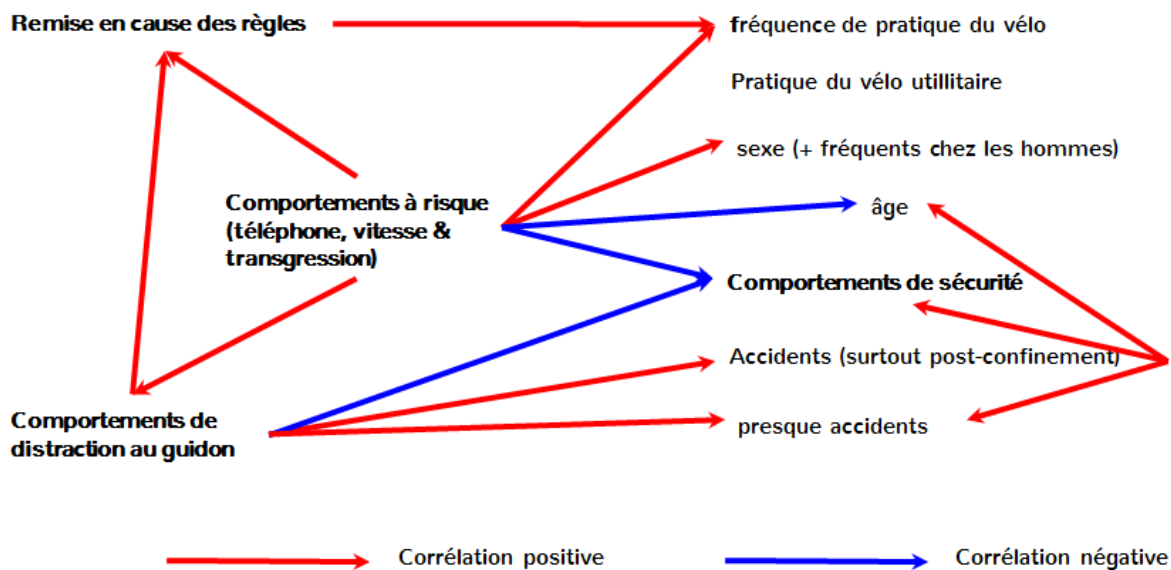 Remise en cause des règles
fréquence de pratique du vélo
Pratique du vélo utillitaire
sexe (+ fréquents chez les hommes)
Comportements à risque
(téléphone, vitesse &
transgression)
âge
Comportements de sécurité
Accidents (surtout post-confinement)
Comportements de
distraction au guidon
presque accidents
Corrélation positive
Corrélation négative